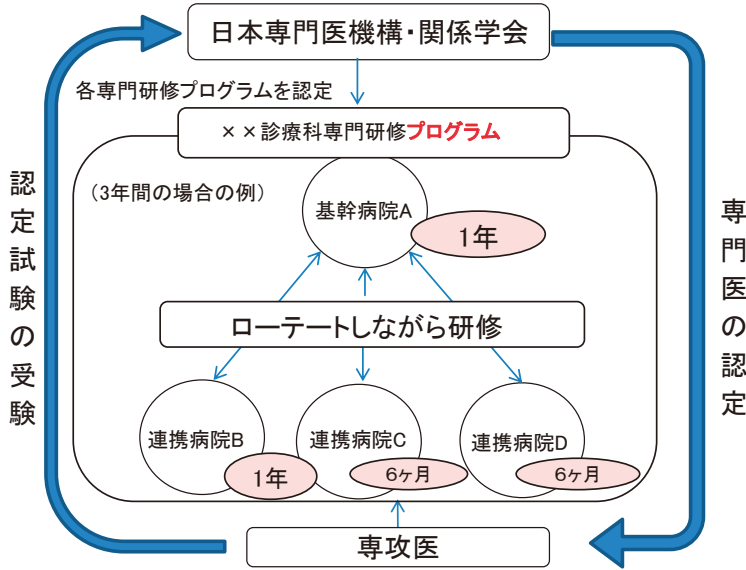 日本専門医機構・関係学会
各専門研修プログラムを認定
××診療科専門研修プログラム
(3年間の場合の例)
基幹病院A
1年
ローテートしながら研修
連携病院B
1年
連携病院C
6ヶ月
連携病院D
6ヶ月
専攻医
認定試験の受験
専門医の認定